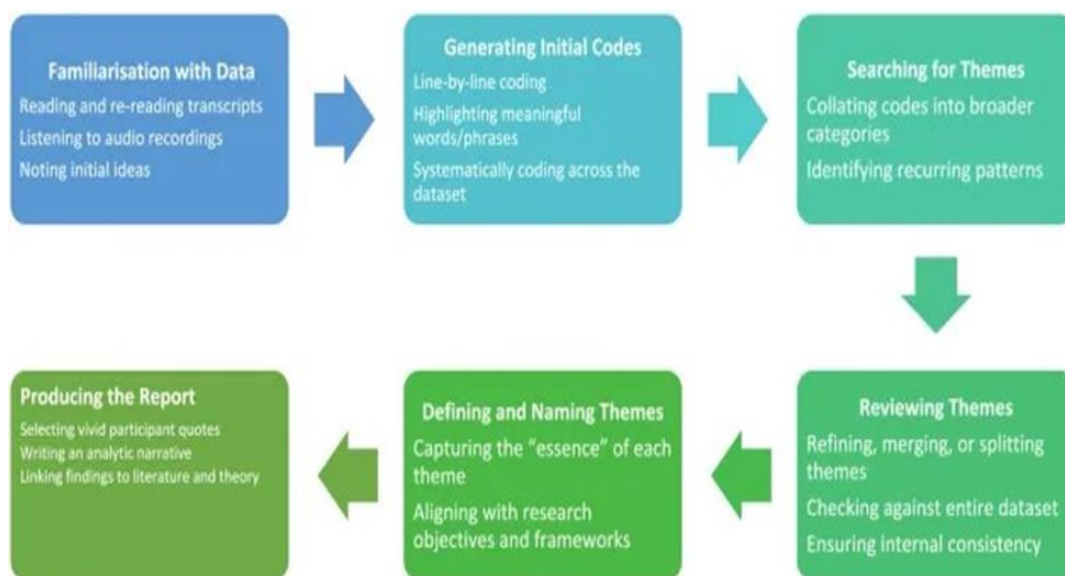 Familiarisation with Data
Reading and re-reading transcripts
Listening to audio recordings
Noting initial ideas
Generating Initial Codes
Line-by-line coding
Highlighting meaningful
words/phrases
Systematically coding across the
dataset
Searching for Themes
Collating codes into broader
categories
Identifying recurring patterns
Reviewing Themes
Refining, merging, or splitting
themes
Checking against entire dataset
Ensuring internal consistency
Defining and Naming Themes
Capturing the “essence” of each
theme
Aligning with research
objectives and frameworks
Producing the Report
Selecting vivid participant quotes
Writing an analytic narrative
Linking findings to literature and theory